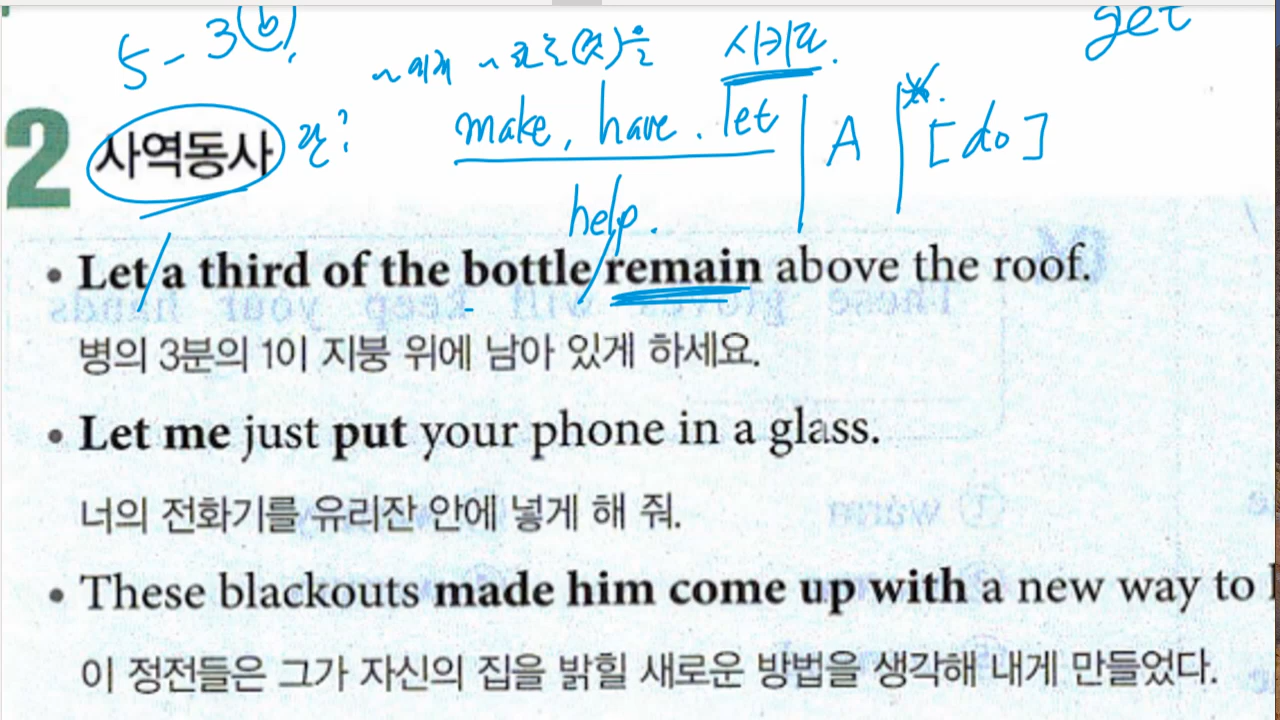 5-3 ⓑ,
get
~에게 ~하도록(것)을 시키다.
2 사역동사 란?
make, have. let | A | [do]
help.
• Let a third of the bottle remain above the roof.
병의 3분의 1이 지붕 위에 남아 있게 하세요.
• Let me just put your phone in a glass.
너의 전화기를 유리잔 안에 넣게 해 줘.
• These blackouts made him come up with a new way to
이 정전들은 그가 자신의 집을 밝힐 새로운 방법을 생각해 내게 만들었다.